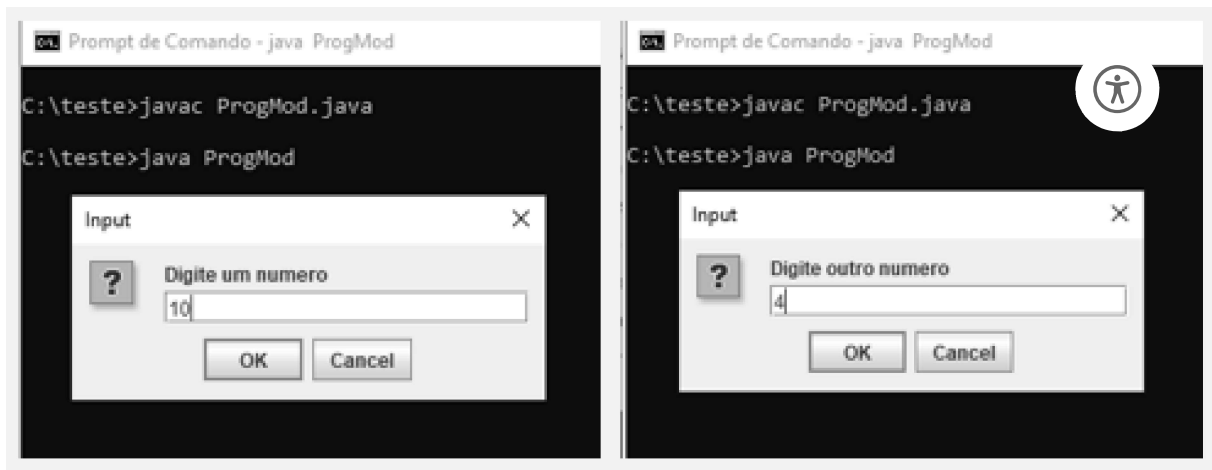 Prompt de Comando - java ProgMod
C:\teste>javac ProgMod.java
C:\teste>java ProgMod
Input
Digite um numero
10
OK Cancel
Prompt de Comando - java ProgMod
C:\teste>javac ProgMod.java
C:\teste>java ProgMod
Input
Digite outro numero
4
OK Cancel